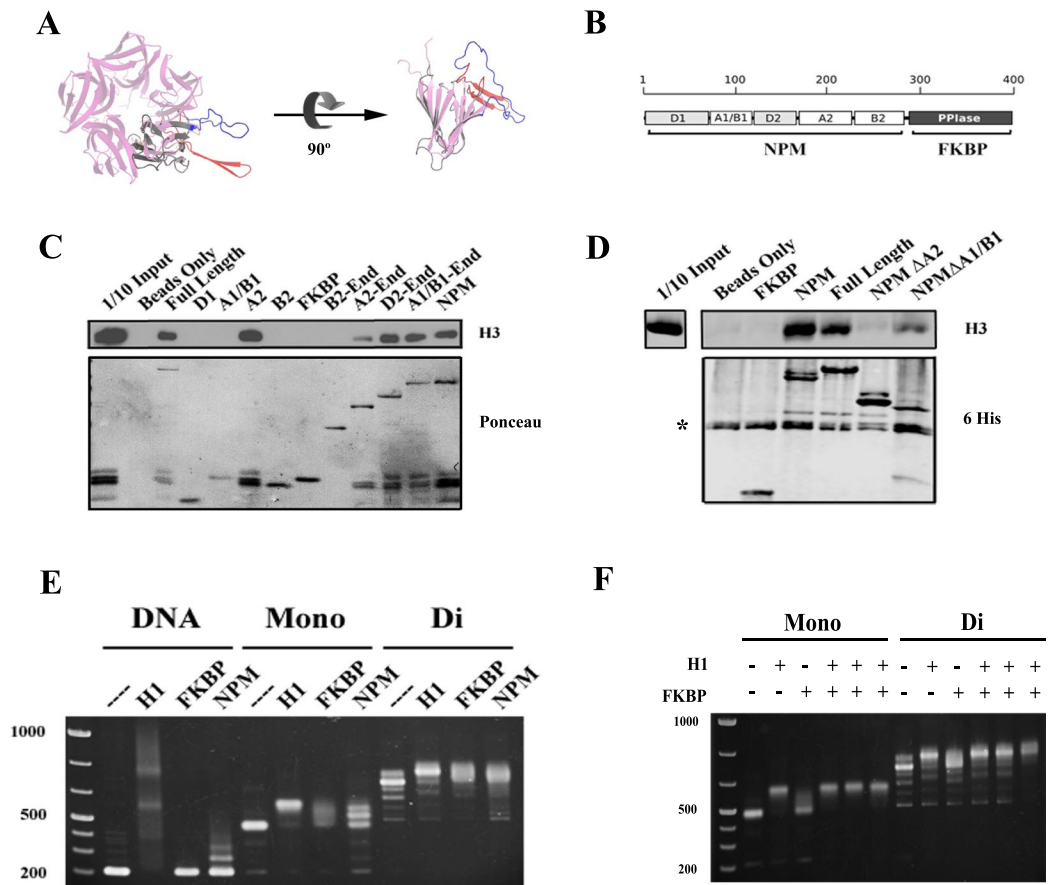 A
90º
B
1 100 200 300 400
D1 A1/B1 D2 A2 B2 PPIase
NPM FKBP
C
1/10 Input Beads Only Full Length D1 A1/B1 A2 B2 FKBP B2-End A2-End D2-End A1/B1-End NPM
H3
Ponceau
D
1/10 Input Beads Only FKBP NPM Full Length NPM ΔA2 NPMΔA1/B1
H3
*
6 His
E
DNA Mono Di
---- H1 FKBP NPM ---- H1 FKBP NPM ---- H1 FKBP NPM
1000
500
200
F
Mono Di
H1 - + - + + + - + - + + +
FKBP - - + + + + - - + + + +
1000
500
200